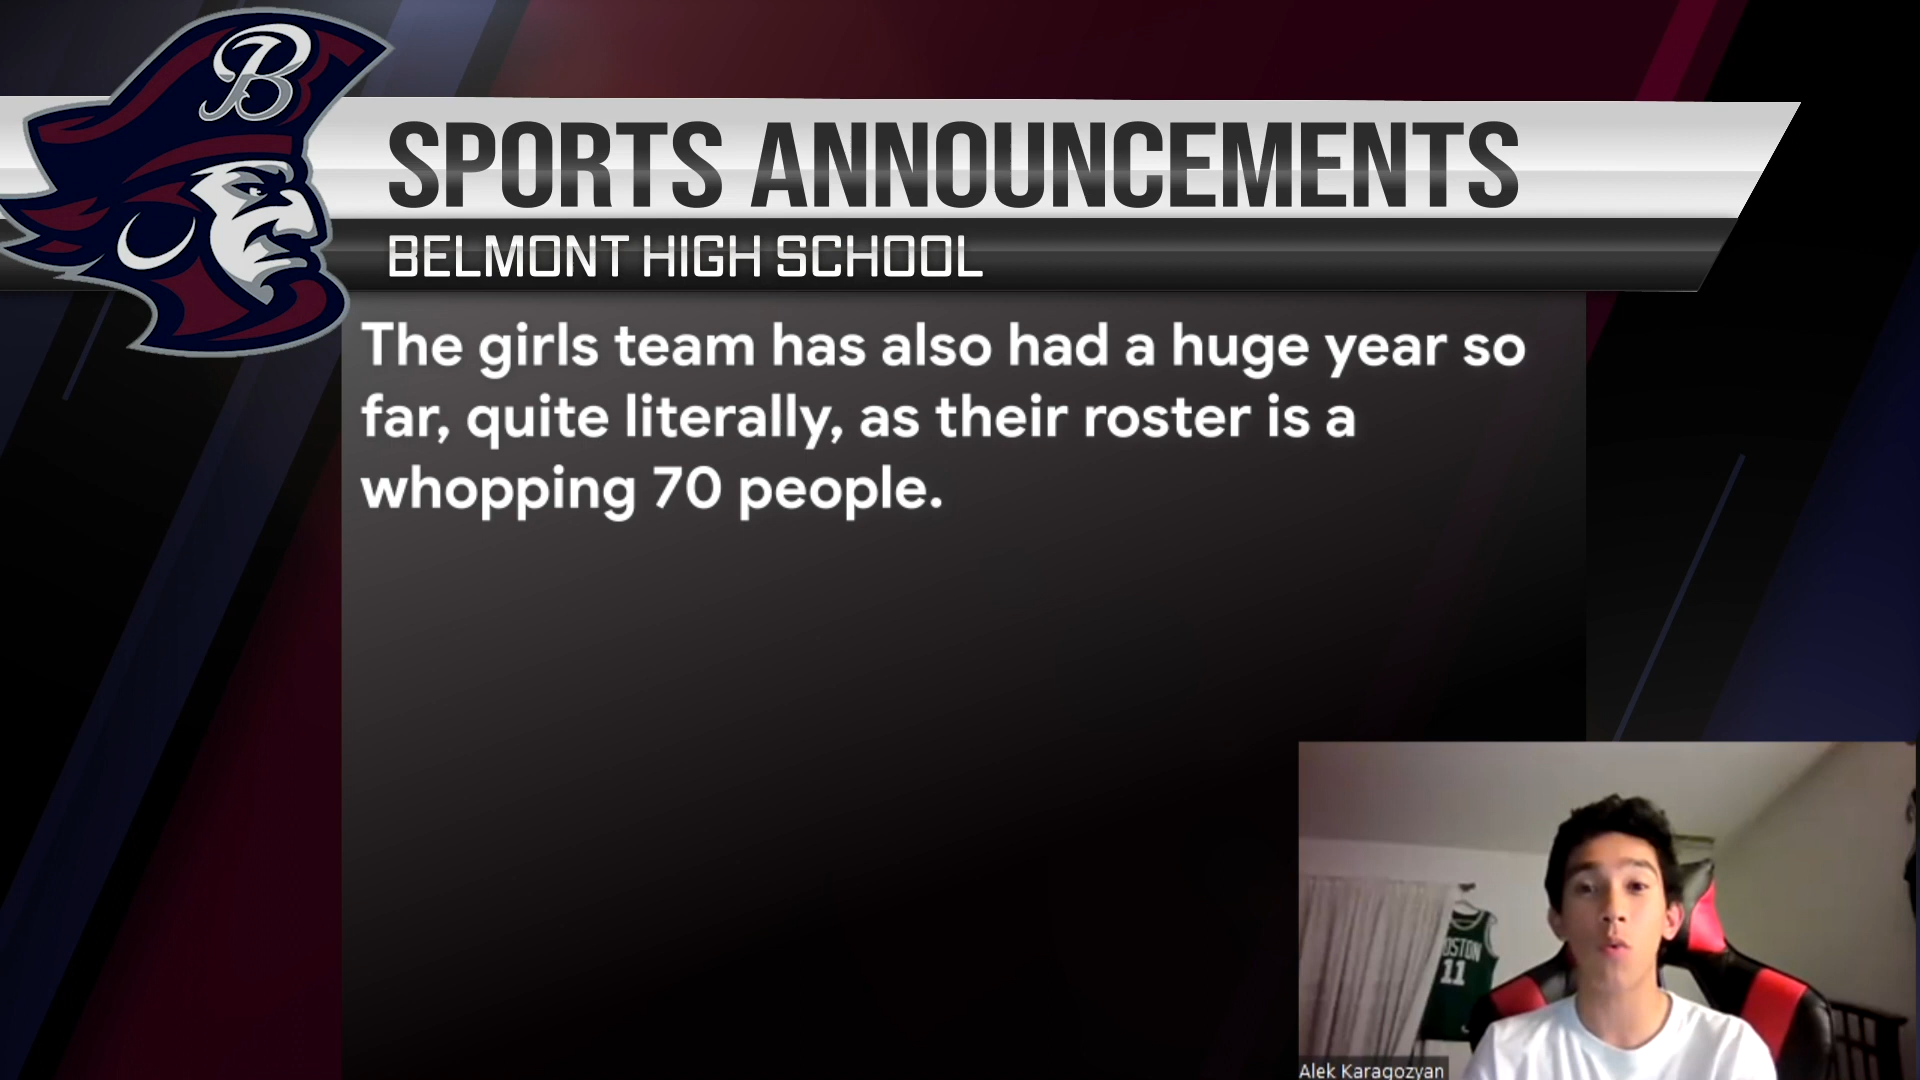 B
SPORTS ANNOUNCEMENTS
BELMONT HIGH SCHOOL
The girls team has also had a huge year so
far, quite literally, as their roster is a
whopping 70 people.
OSTON
11
Alek Karagozyan